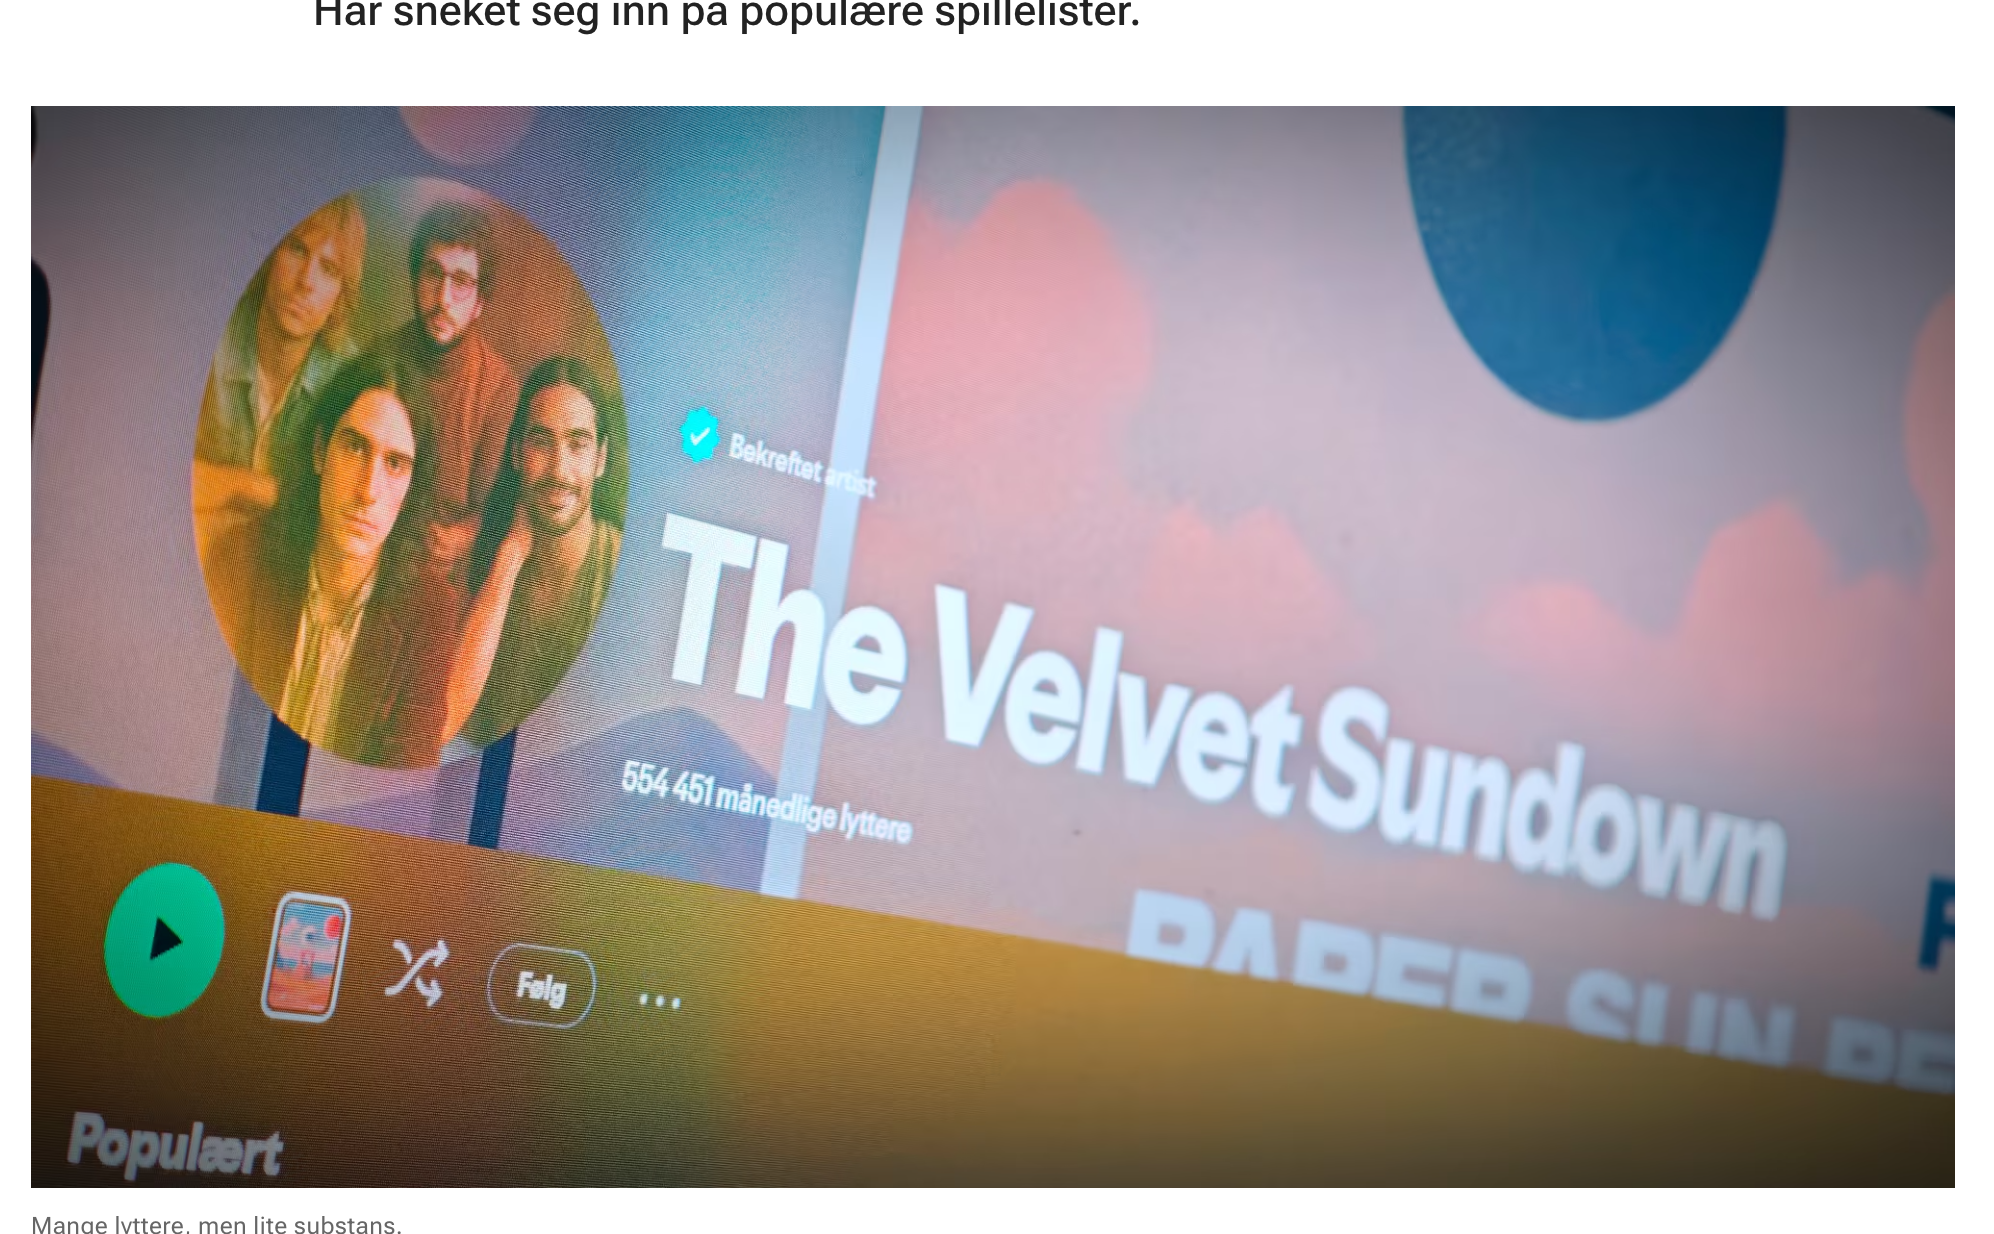 Har sneket seg inn på populære spillelister.
Bekreftet artist
The Velvet Sundown
554 451 månedlige lyttere
PAPER SUN
Følg
Populært
Mange lyttere, men lite substans.